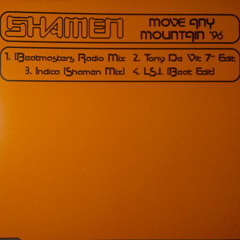 SHAMEN
MOVE ANY
MOUNTAIN '96
1. (Beatmasters Radio Mix 2. Tony De Vit 7" Edit
3. Indica (Shamen Mix) 4. L.S.I. (Beat Edit)